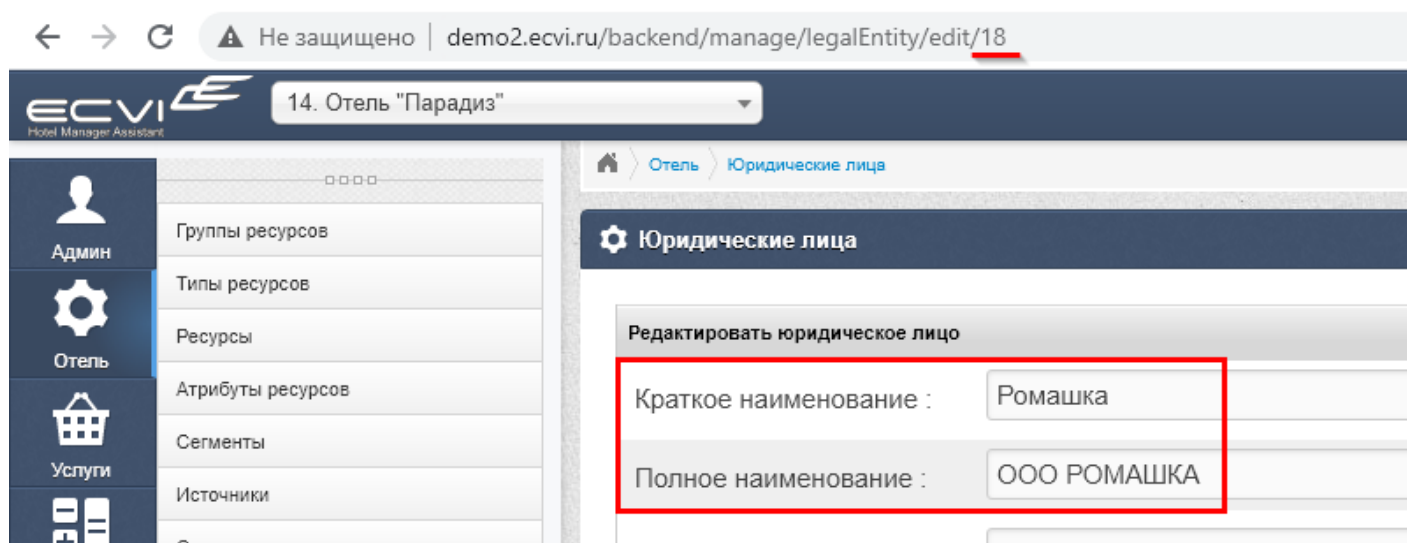 Не защищено | demo2.ecvi.ru/backend/manage/legalEntity/edit/18
ECVI
Hotel Manager Assistant
14. Отель "Парадиз"
Отель
Юридические лица
Админ
Группы ресурсов
Юридические лица
Типы ресурсов
Отель
Ресурсы
Редактировать юридическое лицо
Атрибуты ресурсов
Краткое наименование :
Ромашка
Сегменты
Услуги
Полное наименование :
ООО РОМАШКА
Источники